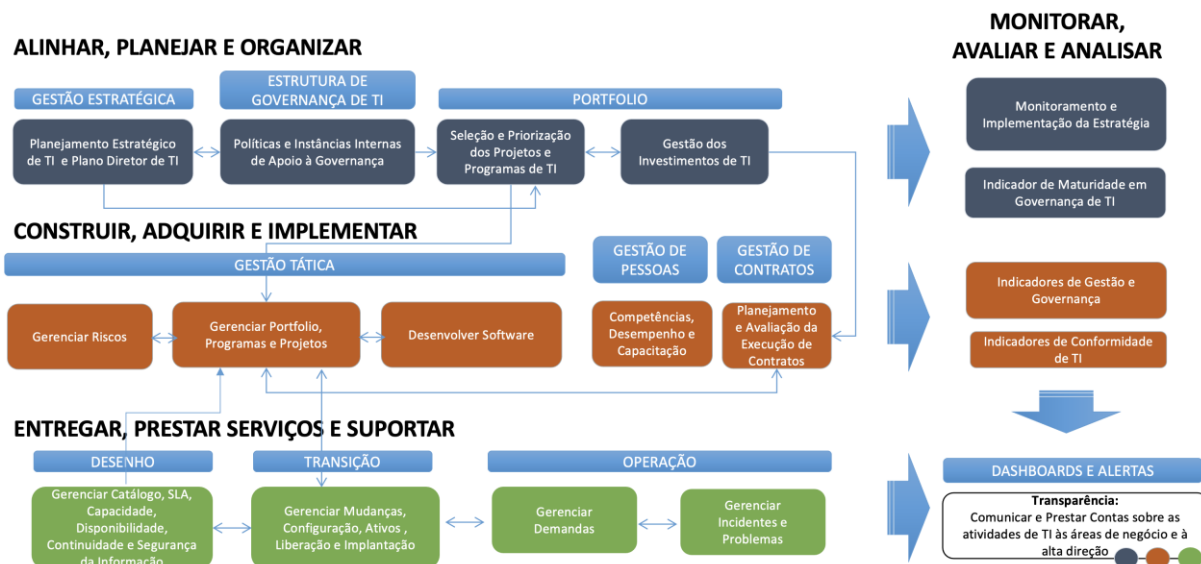 ALINHAR, PLANEJAR E ORGANIZAR
MONITORAR,
AVALIAR E ANALISAR
GESTÃO ESTRATÉGICA
ESTRUTURA DE
GOVERNANÇA DE TI
PORTFOLIO
Planejamento Estratégico
de TI e Plano Diretor de TI
Políticas e Instâncias Internas
de Apoio à Governança
Seleção e Priorização
dos Projetos e
Programas de TI
Gestão dos
Investimentos de TI
Monitoramento e
Implementação da Estratégia
Indicador de Maturidade em
Governança de TI
CONSTRUIR, ADQUIRIR E IMPLEMENTAR
GESTÃO TÁTICA
GESTÃO DE
PESSOAS
GESTÃO DE
CONTRATOS
Gerenciar Riscos
Gerenciar Portfolio,
Programas e Projetos
Desenvolver Software
Competências,
Desempenho e
Capacitação
Planejamento
e Avaliação da
Execução de
Contratos
Indicadores de Gestão e
Governança
Indicadores de Conformidade
de TI
ENTREGAR, PRESTAR SERVIÇOS E SUPORTAR
DESENHO
TRANSIÇÃO
OPERAÇÃO
DASHBOARDS E ALERTAS
Gerenciar Catálogo, SLA,
Capacidade,
Disponibilidade,
Continuidade e Segurança
da Informação
Gerenciar Mudanças,
Configuração, Ativos ,
Liberação e Implantação
Gerenciar
Demandas
Gerenciar
Incidentes e
Problemas
Transparência:
Comunicar e Prestar Contas sobre as
atividades de TI às áreas de negócio e à
alta direção